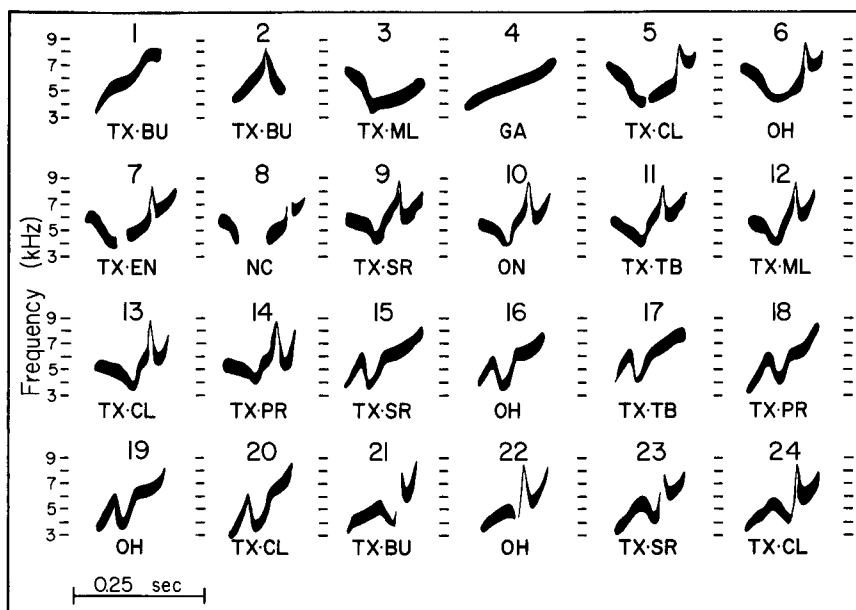 1 2 3 4 5 6
9
7
5
3
TX·BU TX·BU TX·ML GA TX·CL OH
7 8 9 10 11 12
9
7
5
3
TX·EN NC TX·SR ON TX·TB TX·ML
Frequency (kHz)
13 14 15 16 17 18
9
7
5
3
TX·CL TX·PR TX·SR OH TX·TB TX·PR
19 20 21 22 23 24
9
7
5
3
OH TX·CL TX·BU OH TX·SR TX·CL
0.25 sec